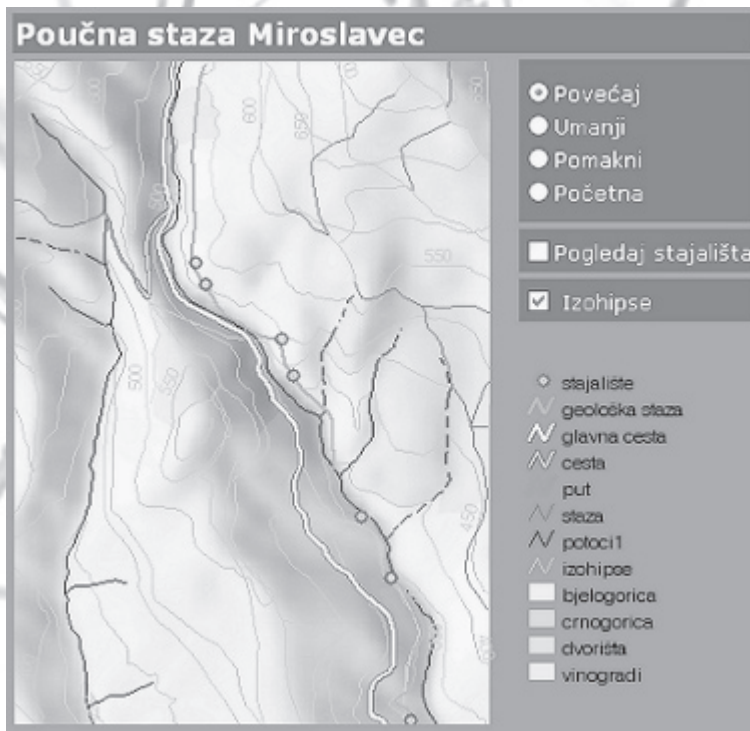 Poučna staza Miroslavec
Povećaj
Umanji
Pomakni
Početna
Pogledaj stajališta
Izohipse
stajalište
geološka staza
glavna cesta
cesta
put
staza
potoci1
izohipse
bjelogorica
crnogorica
dvorišta
vinogradi
600
650
500
550
500
550
450